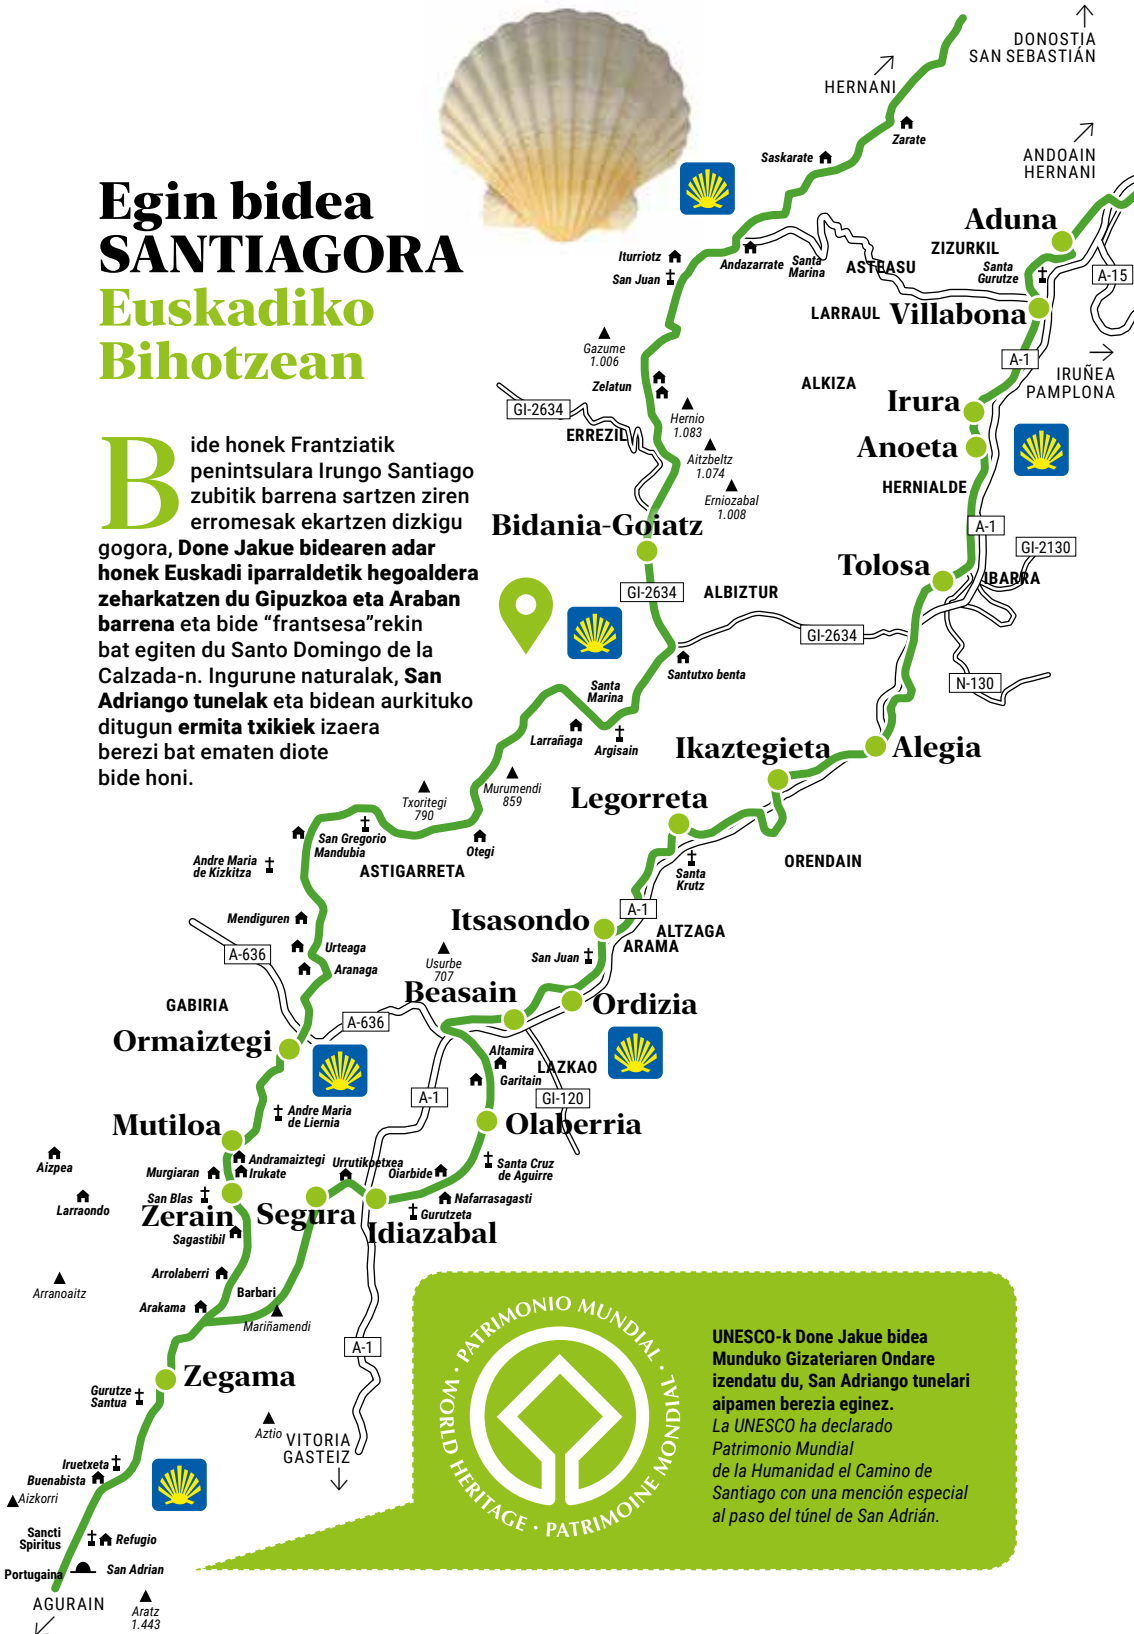 DONOSTIA
SAN SEBASTIÁN
HERNANI
Zarate
Saskarate
ANDOAIN
HERNANI
Egin bidea
SANTIAGORA
Euskadiko
Bihotzean
Aduna
ZIZURKIL
Iturriotz
San Juan
Andazarrate
Santa
Marina
ASTEASU
Santa
Gurutze
A-15
LARRAUL
Villabona
Gazume
1.006
A-1
IRUÑEA
PAMPLONA
Zelatun
ALKIZA
GI-2634
Irura
Hernio
1.083
ERREZIL
Anoeta
Aitzbeltz
1.074
Erniozabal
1.008
HERNIALDE
Bide honek Frantziatik
penintsulara Irungo Santiago
zubitik barrena sartzen ziren
erromesak ekartzen dizkigu
gogora, Done Jakue bidearen adar
honek Euskadi iparraldetik hegoaldera
zeharkatzen du Gipuzkoa eta Araban
barrena eta bide “frantsesa”rekin
bat egiten du Santo Domingo de la
Calzada-n. Ingurune naturalak, San
Adriango tunelak eta bidean aurkituko
ditugun ermita txikiek izaera
berezi bat ematen diote
bide honi.
Bidania-Goiatz
A-1
GI-2130
Tolosa
IBARRA
GI-2634
ALBIZTUR
GI-2634
Santutxo benta
N-130
Santa
Marina
Larrañaga
Argisain
Ikaztegieta
Alegia
Murumendi
859
Txoritegi
790
Legorreta
San Gregorio
Mandubia
Otegi
Andre Maria
de Kizkitza
ASTIGARRETA
ORENDAIN
Santa
Krutz
A-1
Mendiguren
Itsasondo
ALTZAGA
ARAMA
Urteaga
A-636
Aranaga
Usurbe
707
San Juan
Beasain
Ordizia
GABIRIA
A-636
Ormaiztegi
Altamira
Garitain
LAZKAO
A-1
GI-120
Andre Maria
de Liernia
Mutiloa
Olaberria
Aizpea
Andramaiztegi
Murgiaran
Irukate
Urrutikoetxea
Oiarbide
Santa Cruz
de Aguirre
Larraondo
San Blas
Zerain
Segura
Nafarrasagasti
Gurutzeta
Idiazabal
Sagastibil
Arrolaberri
Arranoaitz
Barbari
Arakama
Mariñamendi
A-1
Zegama
Gurutze
Santua
Aztio
VITORIA
GASTEIZ
Iruetxeta
Buenabista
Aizkorri
Sancti
Spiritus
Refugio
Portugaina
San Adrian
AGURAIN
Aratz
1.443
PATRIMONIO MUNDIAL · WORLD HERITAGE · PATRIMOINE MONDIAL ·
UNESCO-k Done Jakue bidea
Munduko Gizateriaren Ondare
izendatu du, San Adriango tunelari
aipamen berezia eginez.
La UNESCO ha declarado
Patrimonio Mundial
de la Humanidad el Camino de
Santiago con una mención especial
al paso del túnel de San Adrián.